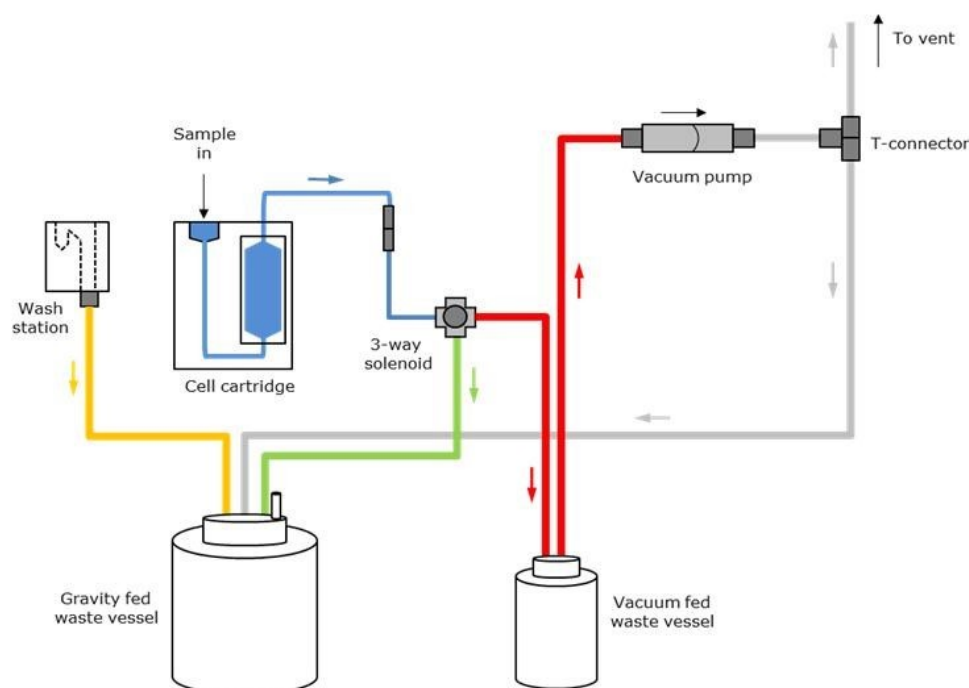 To vent
T-connector
Vacuum pump
Sample
in
Wash
station
3-way
solenoid
Cell cartridge
Gravity fed
waste vessel
Vacuum fed
waste vessel